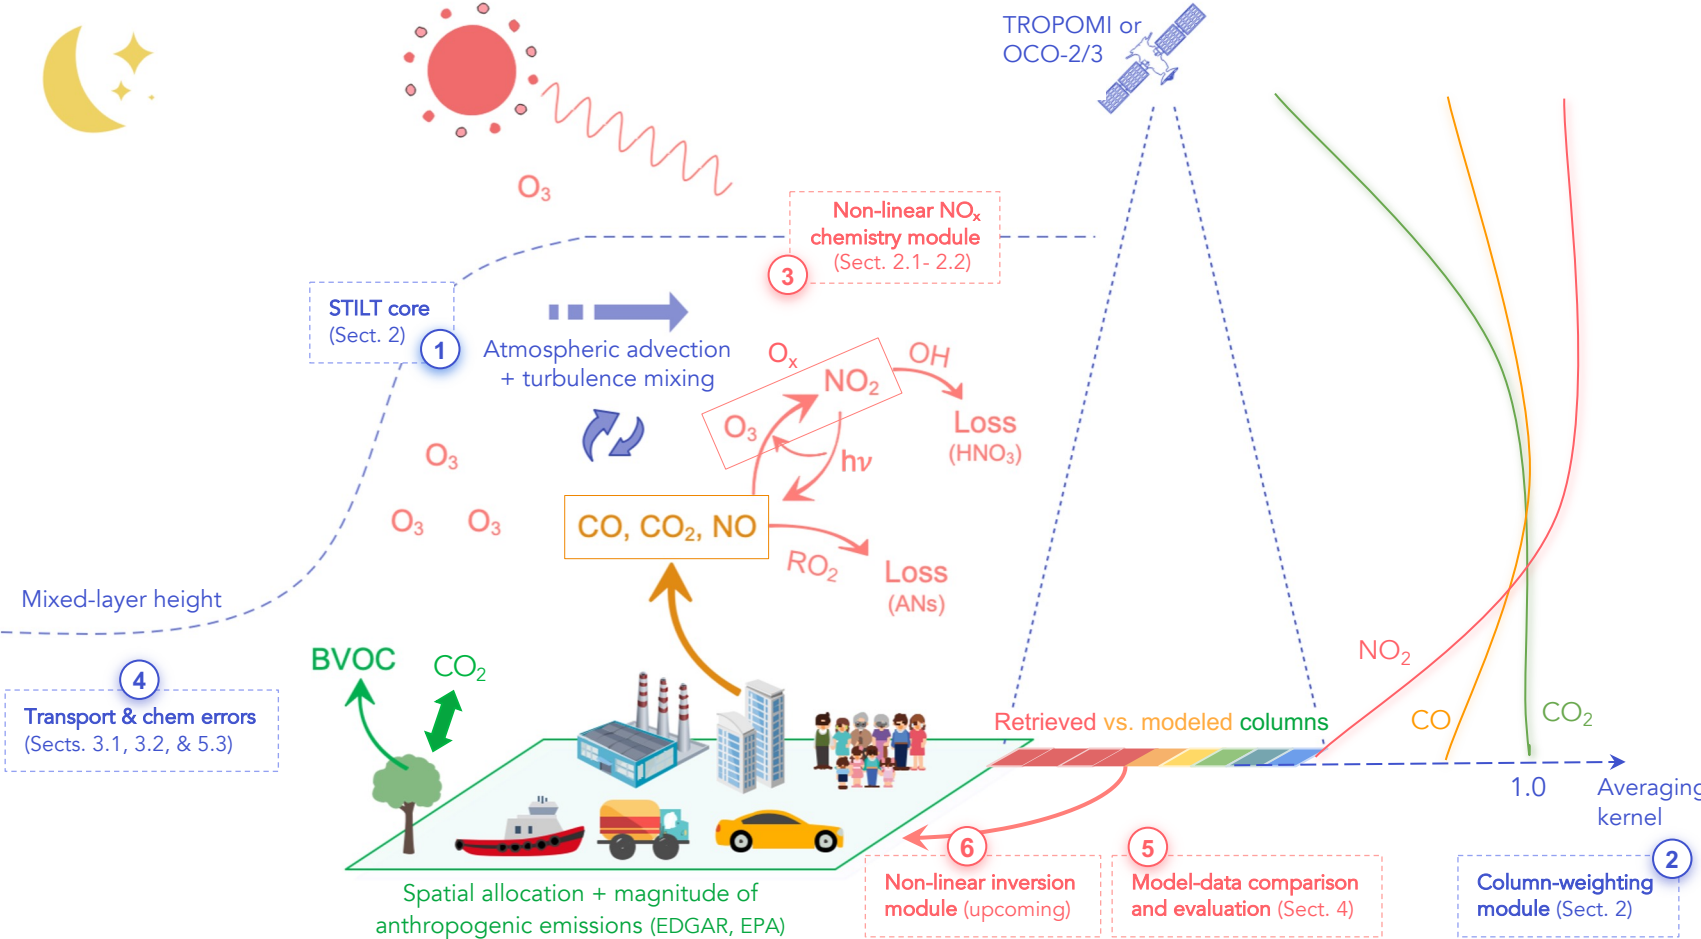 TROPOMI or
OCO-2/3
O₃
Non-linear NOₓ
chemistry module
(Sect. 2.1- 2.2)
3
STILT core
(Sect. 2)
1
Atmospheric advection
+ turbulence mixing
Oₓ
NO₂
OH
O₃
Loss
(HNO₃)
hν
O₃
O₃
O₃
CO, CO₂, NO
RO₂
Loss
(ANs)
Mixed-layer height
4
Transport & chem errors
(Sects. 3.1, 3.2, & 5.3)
BVOC
CO₂
NO₂
CO
CO₂
Retrieved vs. modeled columns
1.0
Averaging
kernel
Spatial allocation + magnitude of
anthropogenic emissions (EDGAR, EPA)
6
Non-linear inversion
module (upcoming)
5
Model-data comparison
and evaluation (Sect. 4)
2
Column-weighting
module (Sect. 2)